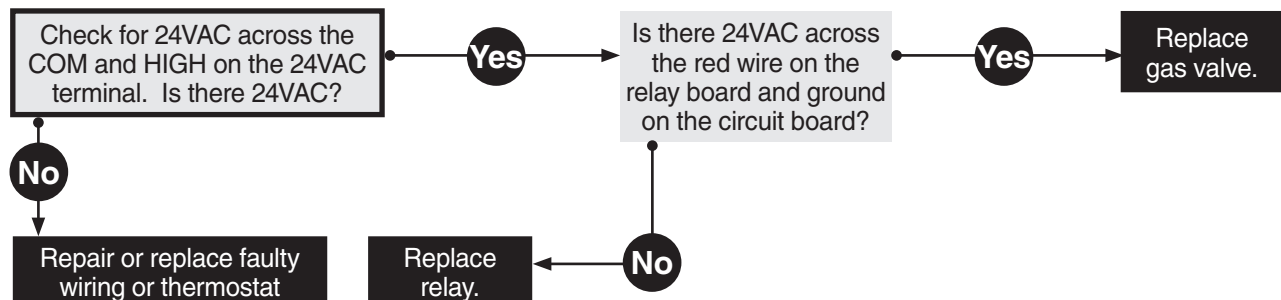 Check for 24VAC across the
COM and HIGH on the 24VAC
terminal.  Is there 24VAC?
Yes
Is there 24VAC across
the red wire on the
relay board and ground
on the circuit board?
Yes
Replace
gas valve.
No
Repair or replace faulty
wiring or thermostat
No
Replace
relay.